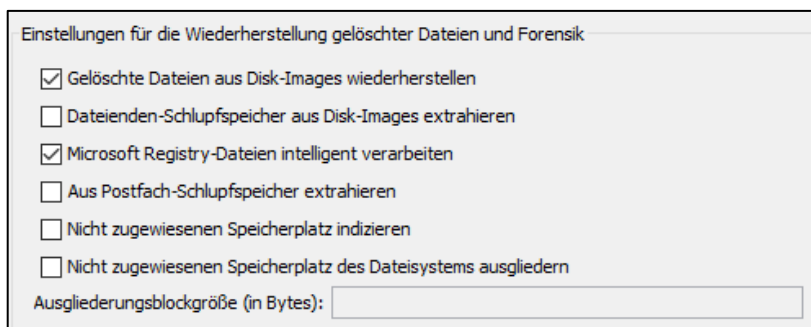 Einstellungen für die Wiederherstellung gelöschter Dateien und Forensik
Gelöschte Dateien aus Disk-Images wiederherstellen
Dateienden-Schlupfspeicher aus Disk-Images extrahieren
Microsoft Registry-Dateien intelligent verarbeiten
Aus Postfach-Schlupfspeicher extrahieren
Nicht zugewiesenen Speicherplatz indizieren
Nicht zugewiesenen Speicherplatz des Dateisystems ausgliedern
Ausgliederungsblockgröße (in Bytes):